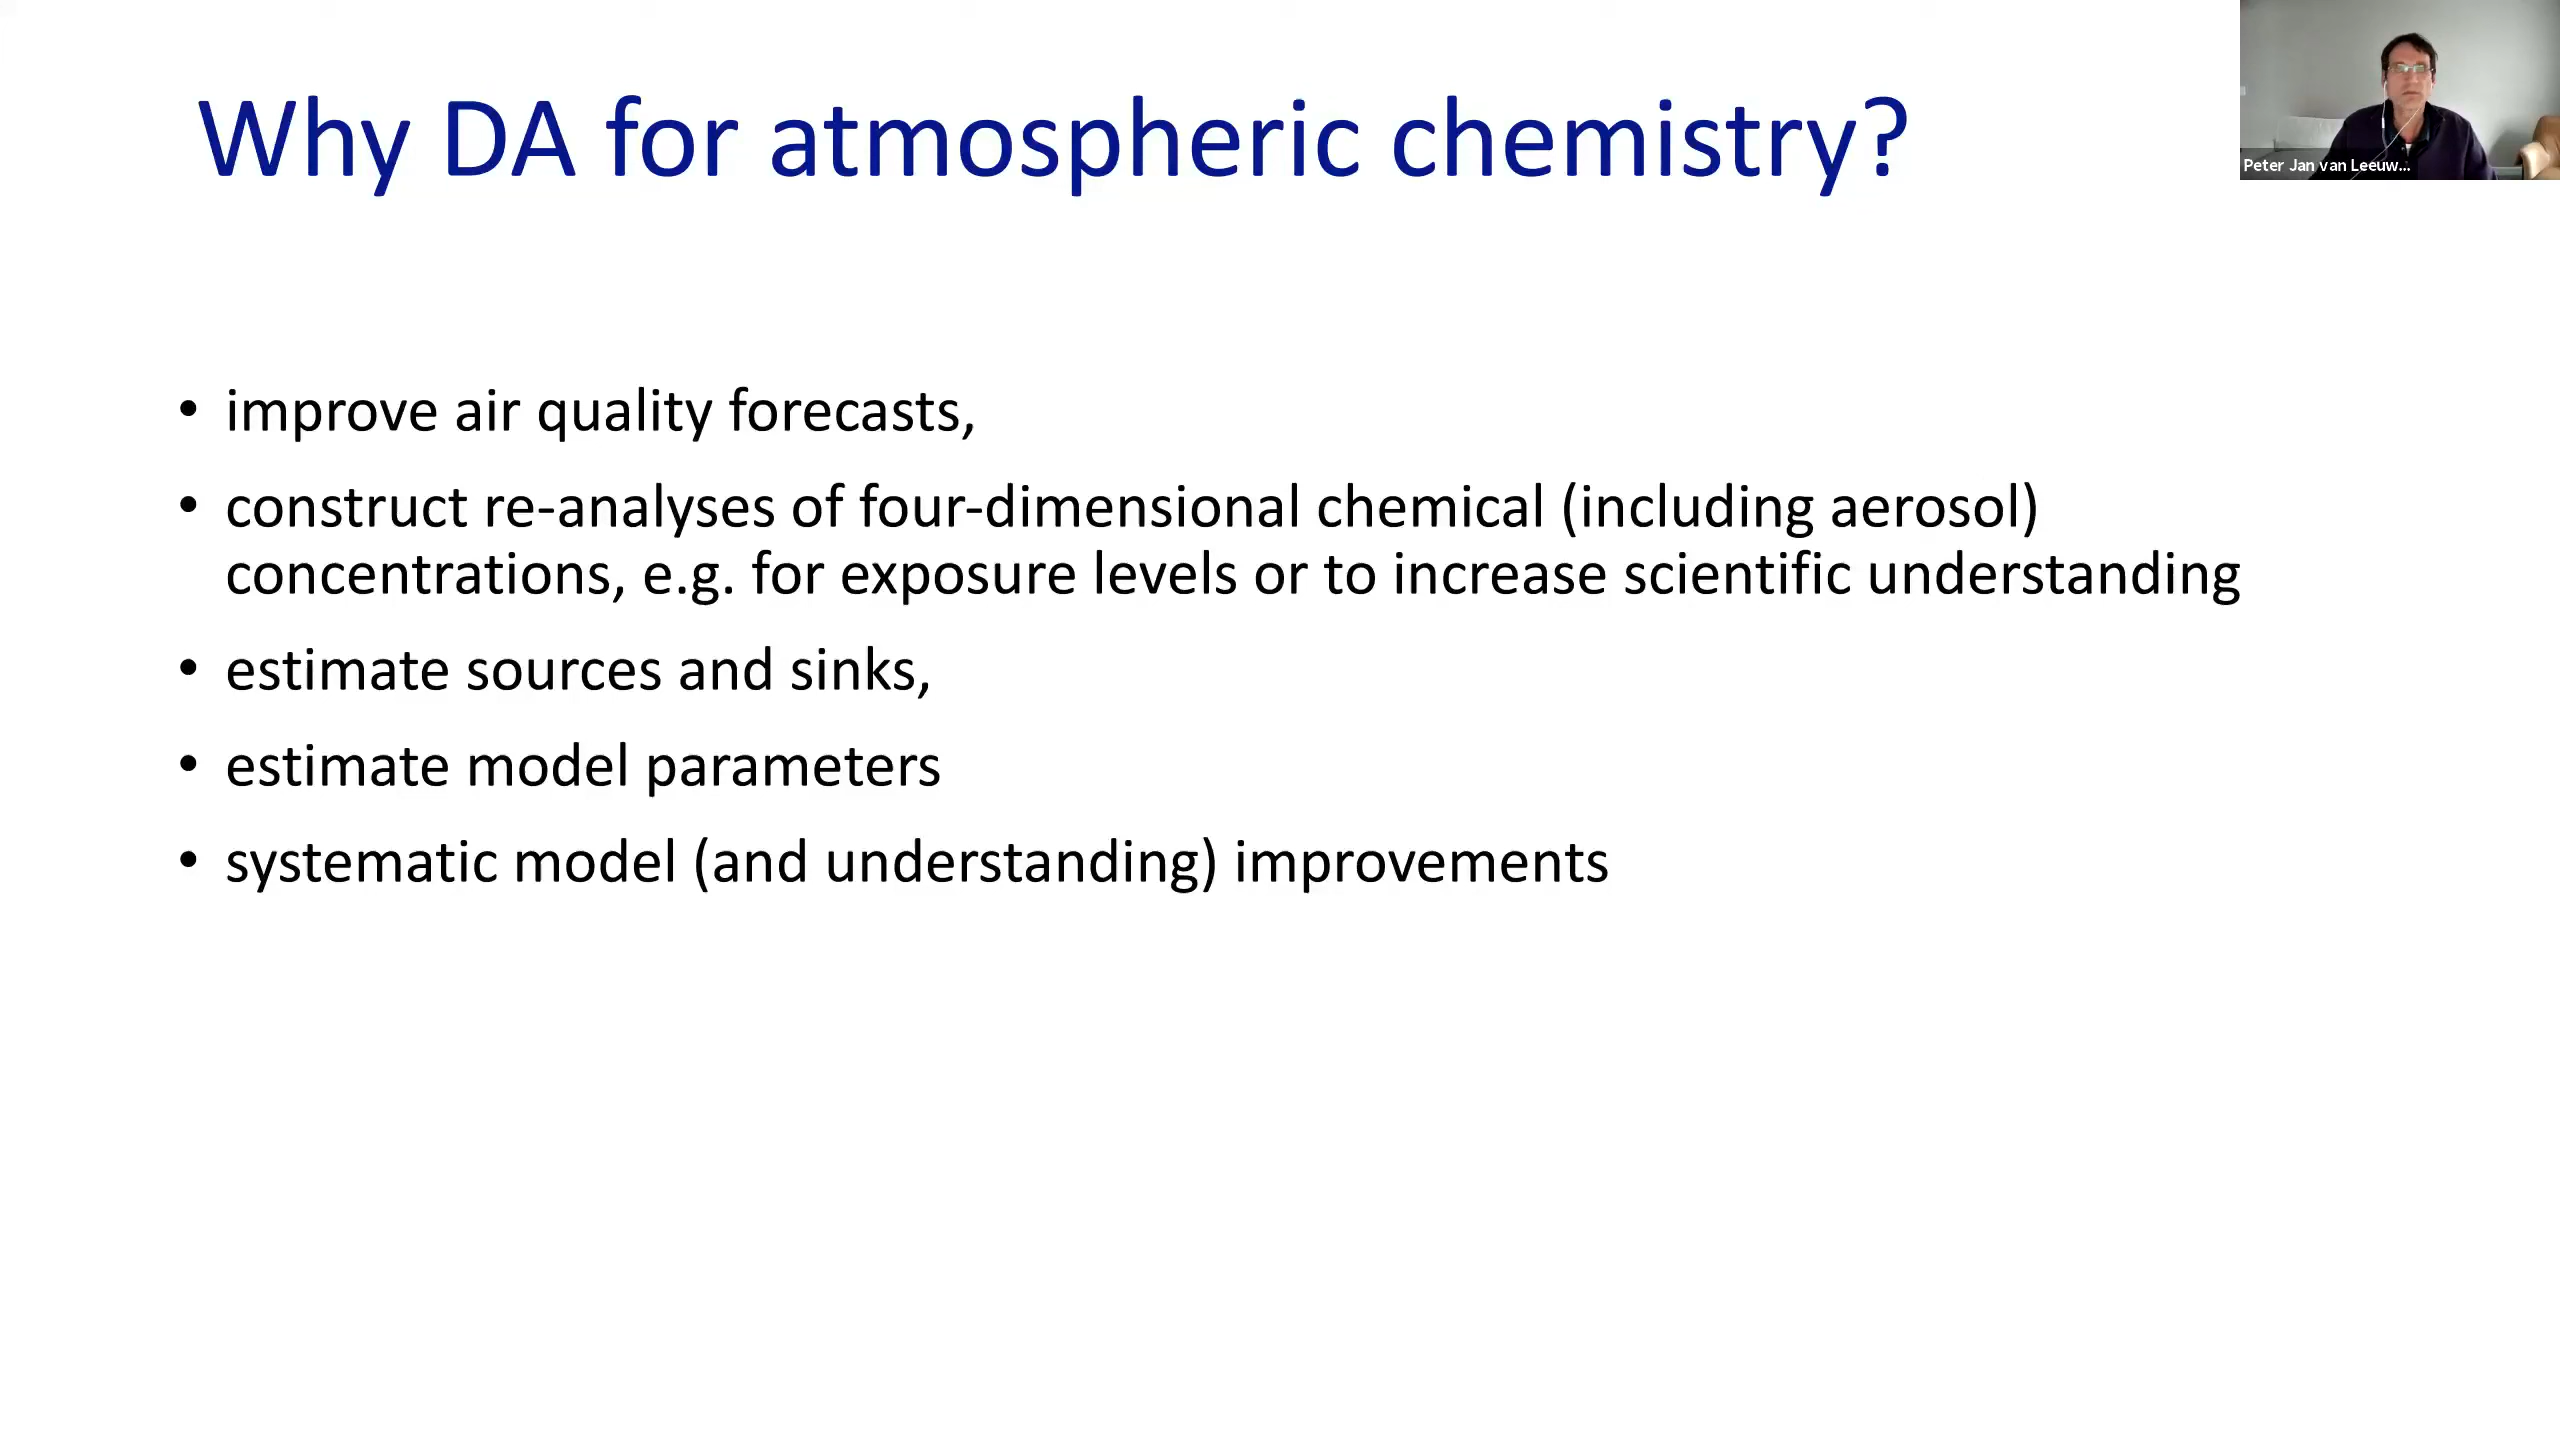 Why DA for atmospheric chemistry?
Peter Jan van Leeuw...
• improve air quality forecasts,
• construct re-analyses of four-dimensional chemical (including aerosol)
concentrations, e.g. for exposure levels or to increase scientific understanding
• estimate sources and sinks,
• estimate model parameters
• systematic model (and understanding) improvements